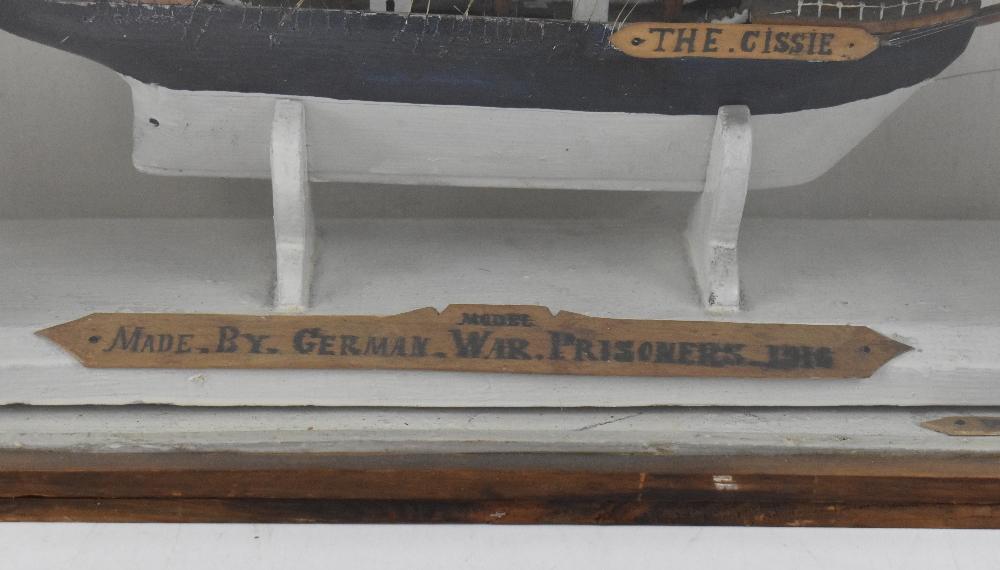 THE. CISSIE
MODEL
MADE. BY. GERMAN. WAR. PRISONERS. 1916